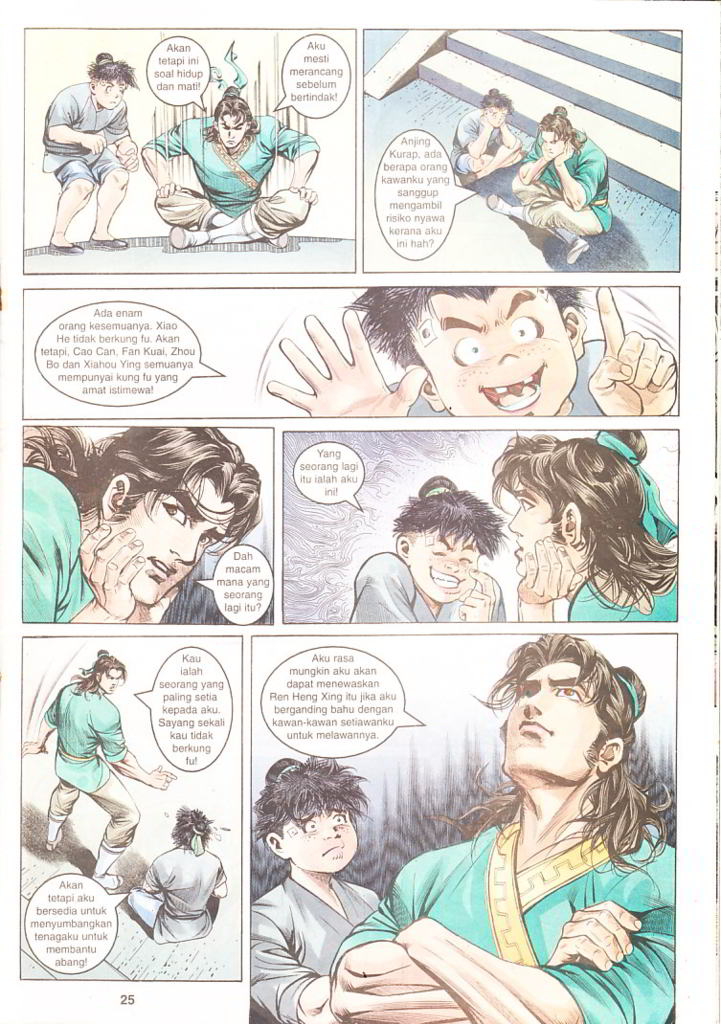 Akan
tetapi ini
soal hidup
dan mati!
Aku
mesti
merancang
sebelum
bertindak!
Anjing
Kurap, ada
berapa orang
kawanku yang
sanggup
mengambil
risiko nyawa
kerana aku
ini hah?
Ada enam
orang kesemuanya. Xiao
He tidak berkung fu. Akan
tetapi, Cao Can, Fan Kuai, Zhou
Bo dan Xiahou Ying semuanya
mempunyai kung fu yang
amat istimewa!
Dah
macam
mana yang
seorang
lagi itu?
Yang
seorang lagi
itu ialah aku
ini!
Kau
ialah
seorang yang
paling setia
kepada aku.
Sayang sekali
kau tidak
berkung
fu!
Akan
tetapi aku
bersedia untuk
menyumbangkan
tenagaku untuk
membantu
abang!
Aku rasa
mungkin aku akan
dapat menewaskan
Ren Heng Xing itu jika aku
berganding bahu dengan
kawan-kawan setiawanku
untuk melawannya.
25